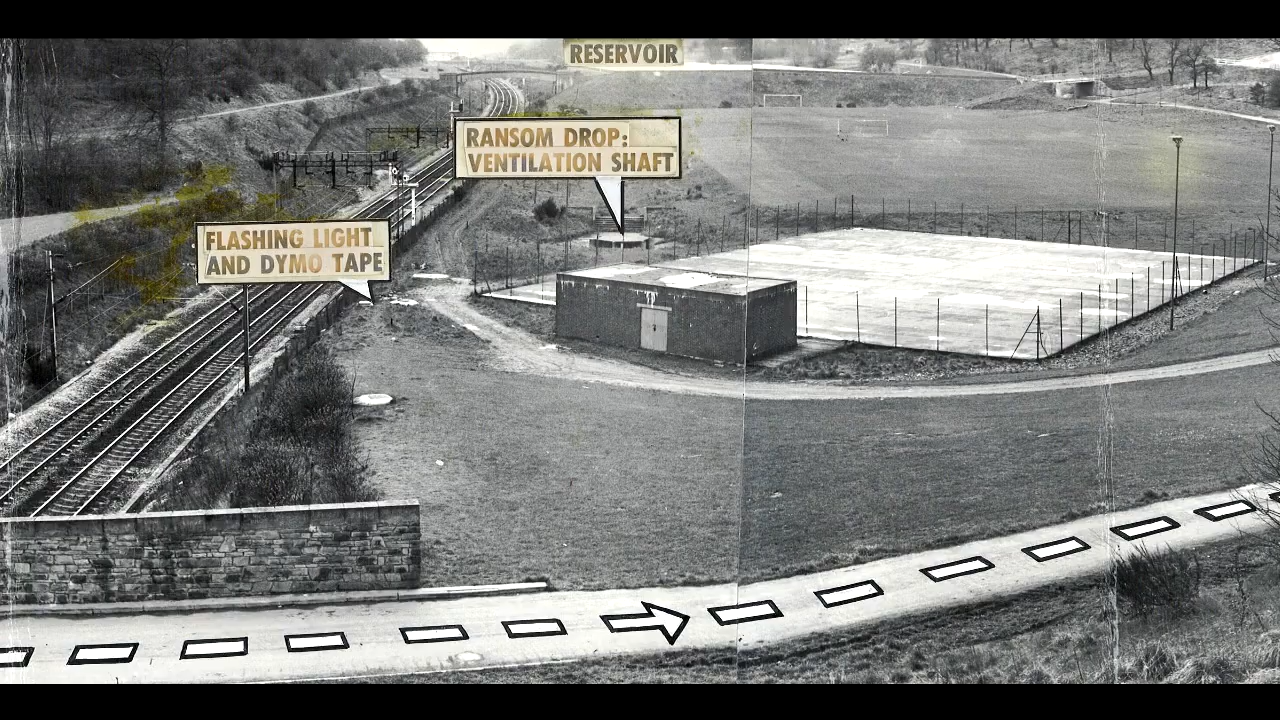 RESERVOIR
RANSOM DROP:
VENTILATION SHAFT
FLASHING LIGHT
AND DYMO TAPE